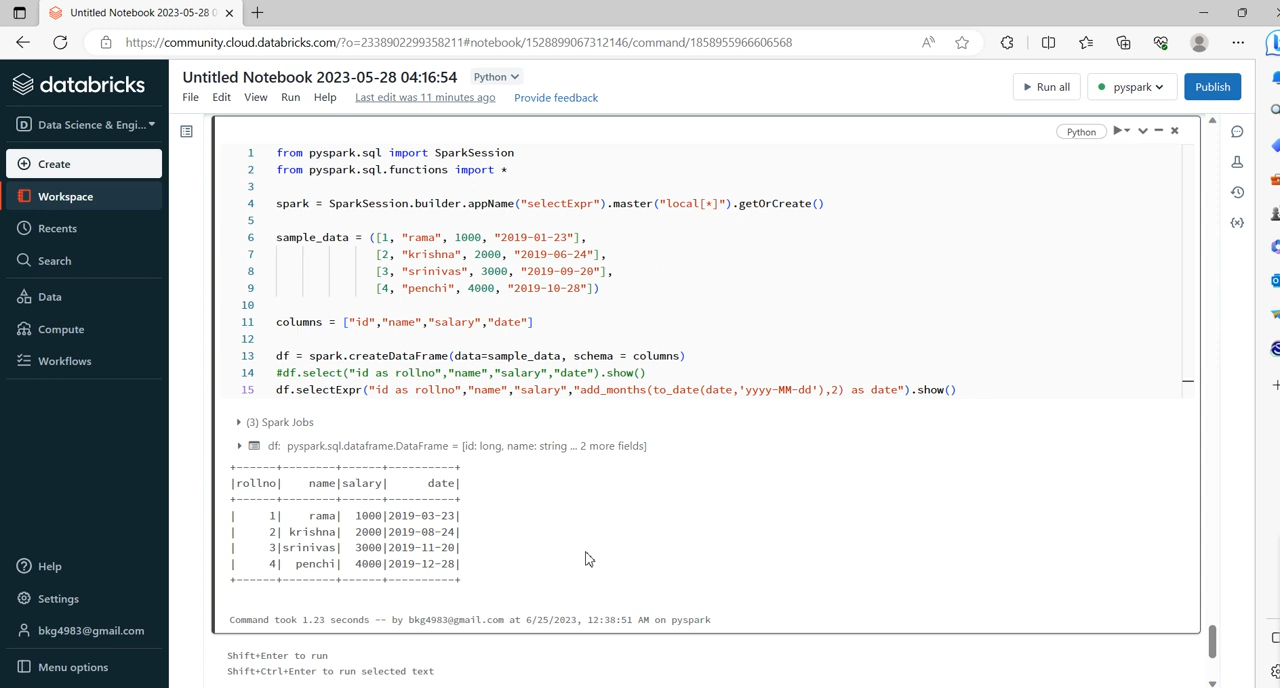 Untitled Notebook 2023-05-28 0
https://community.cloud.databricks.com/?o=2338902299358211#notebook/1528899067312146/command/1858955966606568
databricks
Data Science & Engi...
Create
Workspace
Recents
Search
Data
Compute
Workflows
Help
Settings
bkg4983@gmail.com
Menu options
Untitled Notebook 2023-05-28 04:16:54 Python
File Edit View Run Help Last edit was 11 minutes ago Provide feedback
Run all pyspark Publish
Python
1 from pyspark.sql import SparkSession
2 from pyspark.sql.functions import *
3
4 spark = SparkSession.builder.appName("selectExpr").master("local[*]").getOrCreate()
5
6 sample_data = ([1, "rama", 1000, "2019-01-23"],
7 [2, "krishna", 2000, "2019-06-24"],
8 [3, "srinivas", 3000, "2019-09-20"],
9 [4, "penchi", 4000, "2019-10-28"])
10
11 columns = ["id","name","salary","date"]
12
13 df = spark.createDataFrame(data=sample_data, schema = columns)
14 #df.select("id as rollno","name","salary","date").show()
15 df.selectExpr("id as rollno","name","salary","add_months(to_date(date,'yyyy-MM-dd'),2) as date").show()
(3) Spark Jobs
df: pyspark.sql.dataframe.DataFrame = [id: long, name: string ... 2 more fields]
+------+--------+------+----------+
|rollno|    name|salary|      date|
+------+--------+------+----------+
|     1|    rama|  1000|2019-03-23|
|     2| krishna|  2000|2019-08-24|
|     3|srinivas|  3000|2019-11-20|
|     4|  penchi|  4000|2019-12-28|
+------+--------+------+----------+
Command took 1.23 seconds -- by bkg4983@gmail.com at 6/25/2023, 12:38:51 AM on pyspark
Shift+Enter to run
Shift+Ctrl+Enter to run selected text